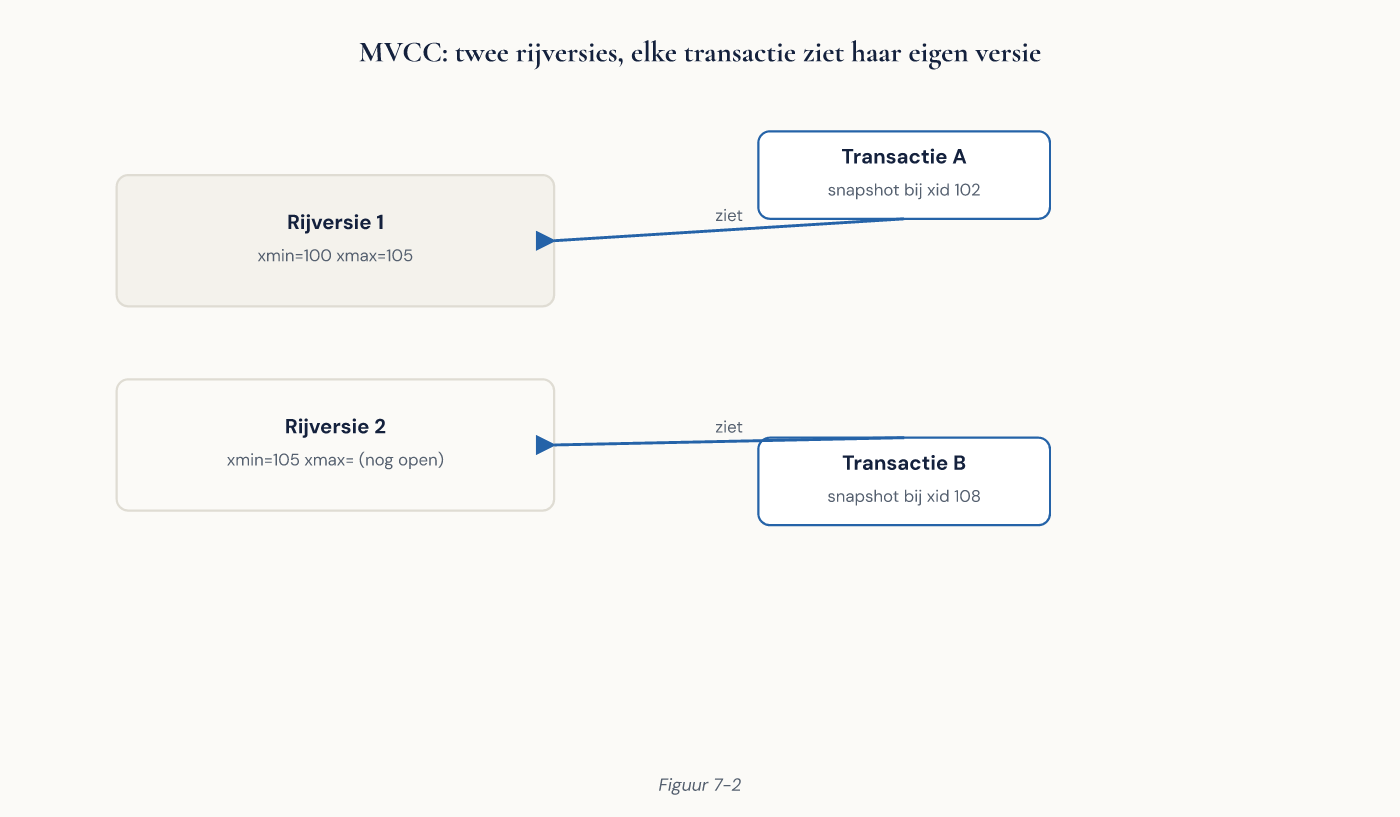 MVCC: twee rijversies, elke transactie ziet haar eigen versie
Transactie A
snapshot bij xid 102
ziet
Rijversie 1
xmin=100 xmax=105
Rijversie 2
xmin=105 xmax= (nog open)
ziet
Transactie B
snapshot bij xid 108
Figuur 7-2